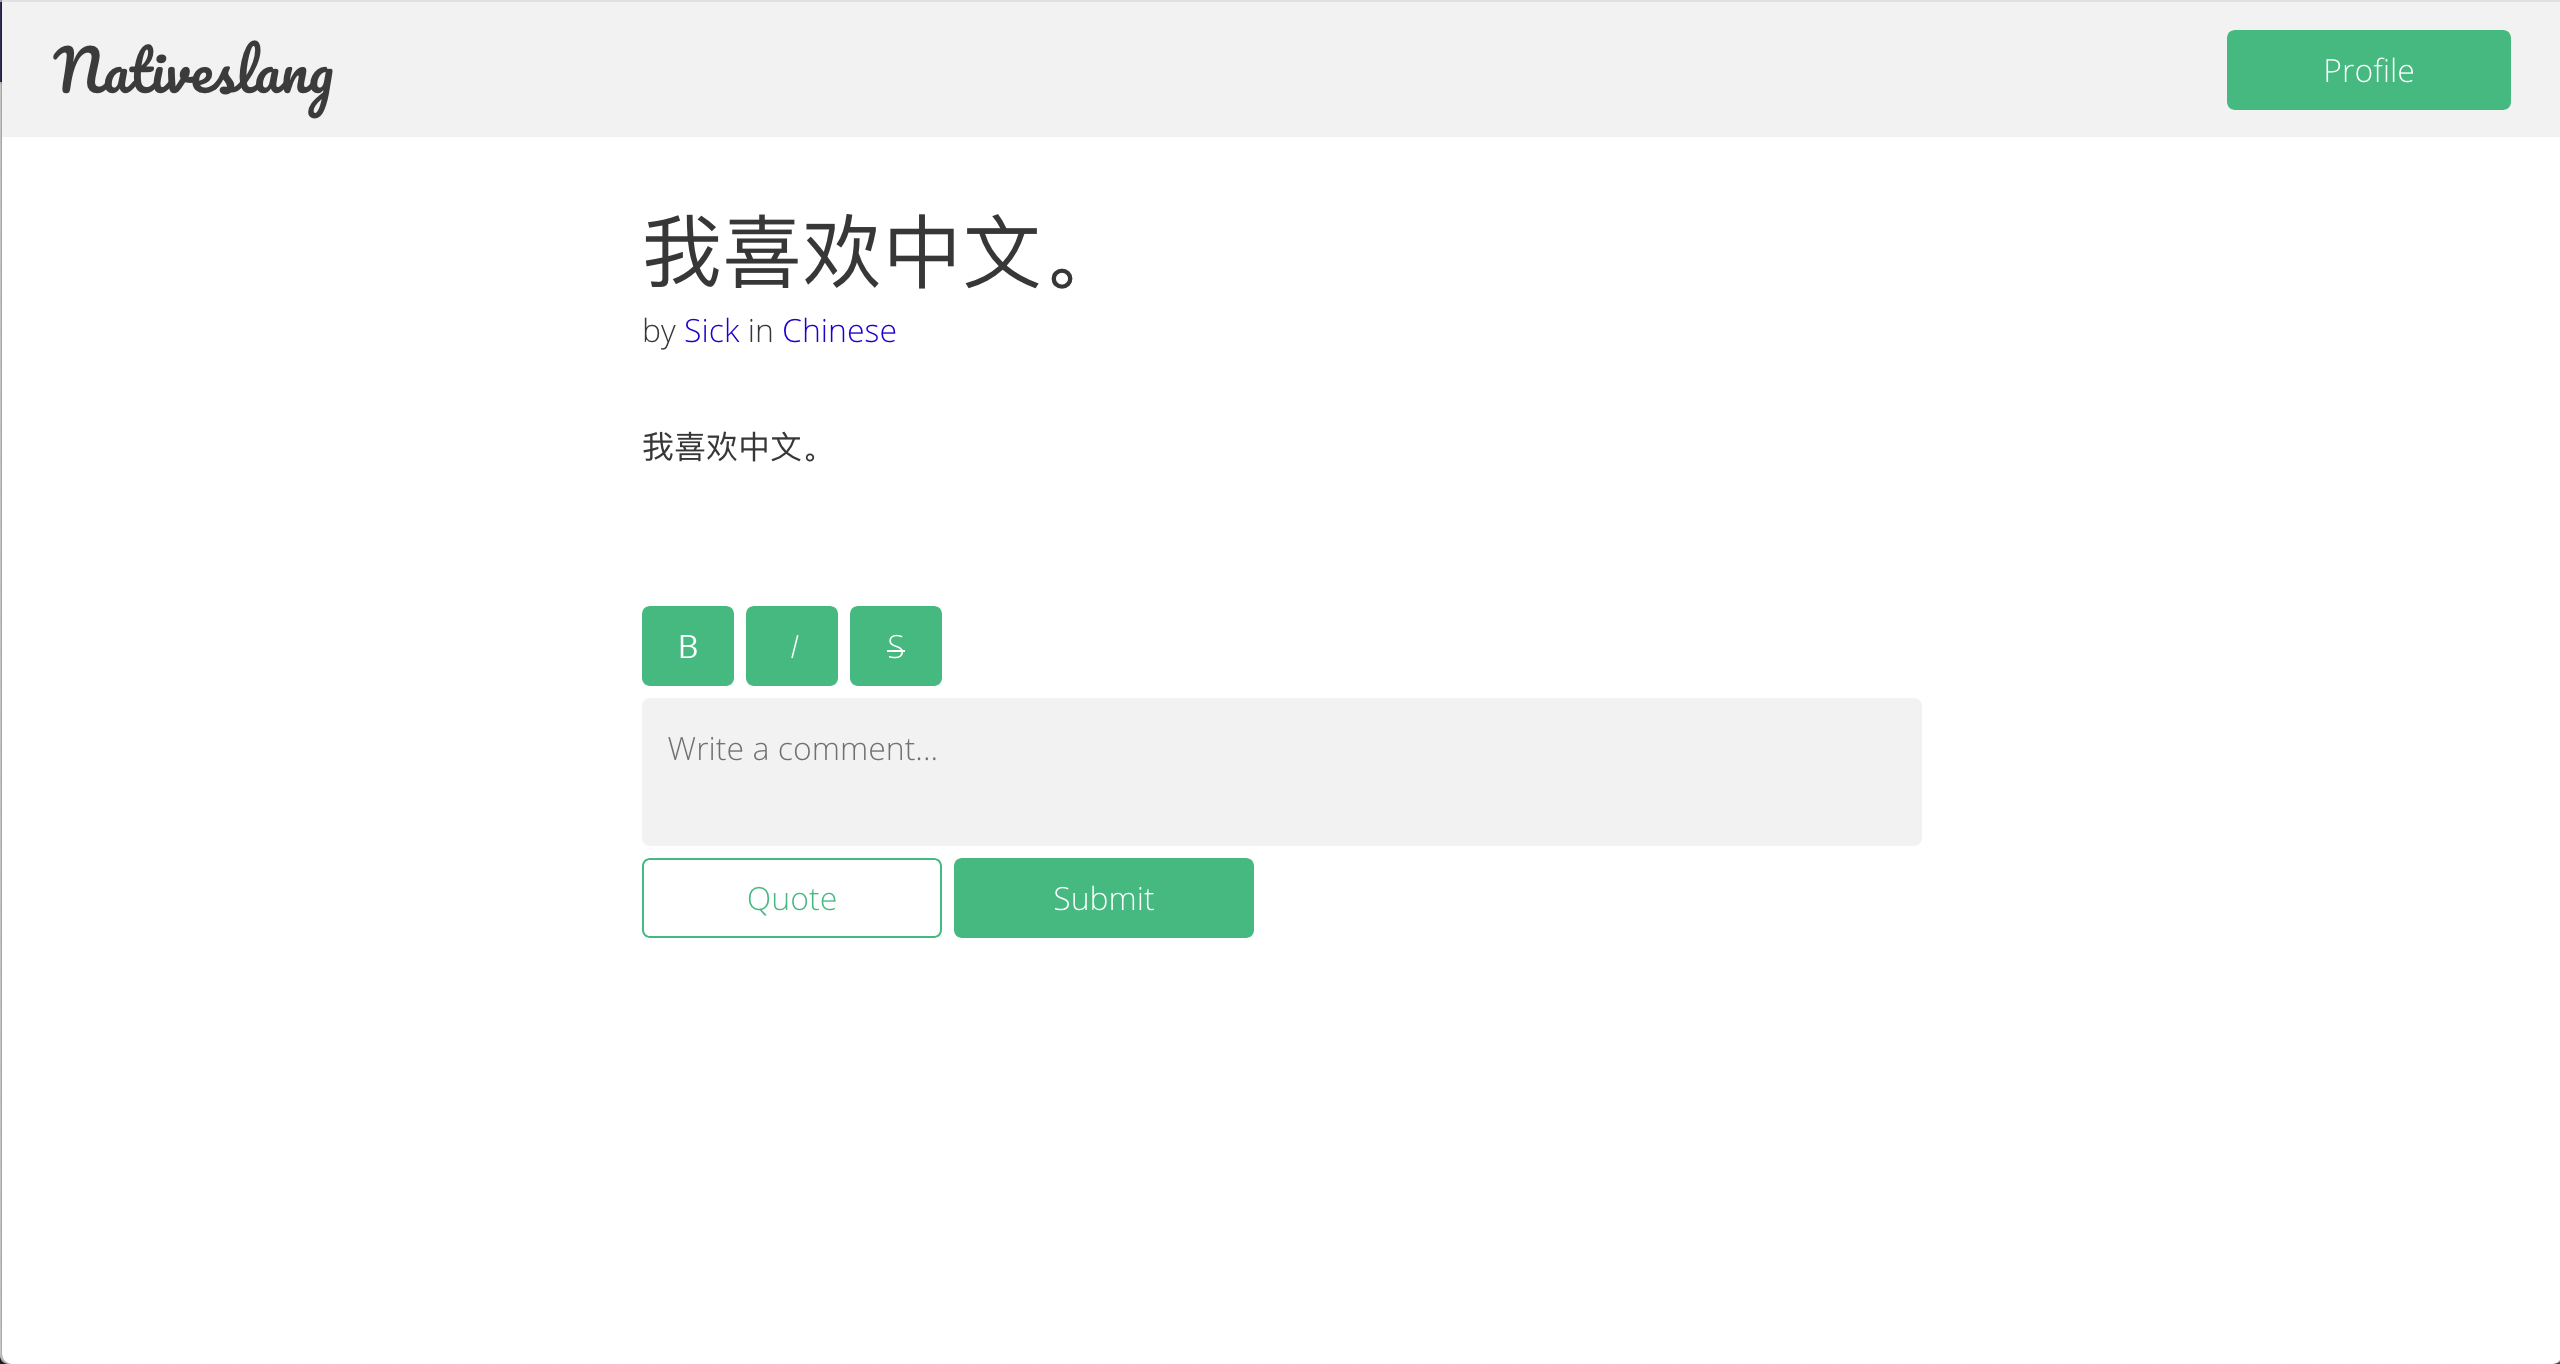 Nativeslang
Profile
我喜欢中文。
by Sick in Chinese
我喜欢中文。
B I S
Write a comment...
Quote Submit